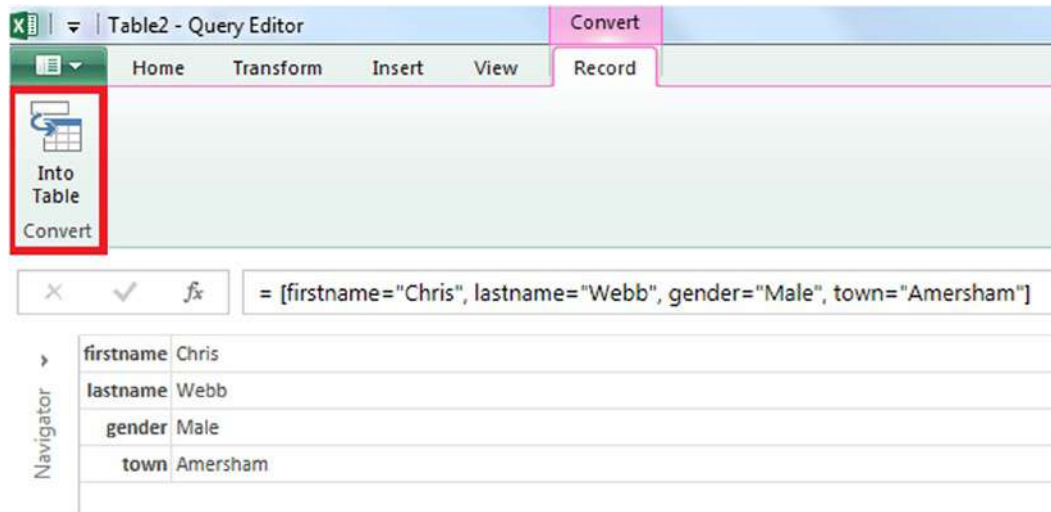 Table2 - Query Editor
Convert
Home Transform Insert View Record
Into
Table
Convert
fx = [firstname="Chris", lastname="Webb", gender="Male", town="Amersham"]
Navigator
firstname Chris
lastname Webb
gender Male
town Amersham